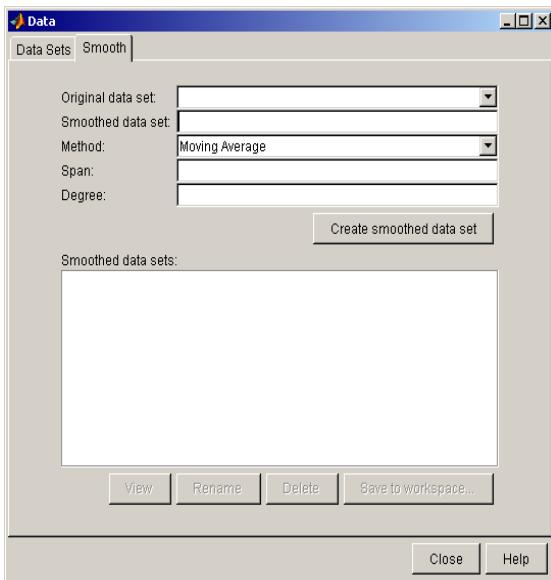 Data
Data Sets Smooth
Original data set:
Smoothed data set:
Method: Moving Average
Span:
Degree:
Create smoothed data set
Smoothed data sets:
View Rename Delete Save to workspace...
Close Help